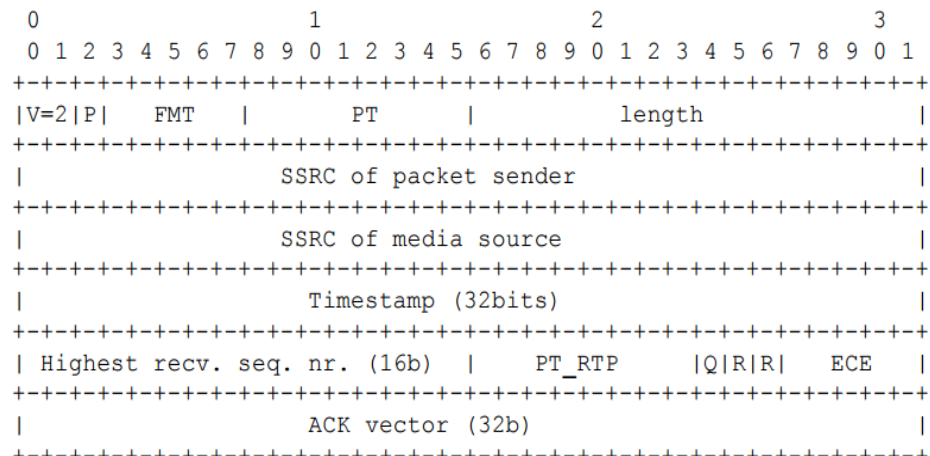 0                   1                   2                   3
 0 1 2 3 4 5 6 7 8 9 0 1 2 3 4 5 6 7 8 9 0 1 2 3 4 5 6 7 8 9 0 1
+-+-+-+-+-+-+-+-+-+-+-+-+-+-+-+-+-+-+-+-+-+-+-+-+-+-+-+-+-+-+-+-+
|V=2|P|   FMT   |       PT      |          length               |
+-+-+-+-+-+-+-+-+-+-+-+-+-+-+-+-+-+-+-+-+-+-+-+-+-+-+-+-+-+-+-+-+
|                  SSRC of packet sender                        |
+-+-+-+-+-+-+-+-+-+-+-+-+-+-+-+-+-+-+-+-+-+-+-+-+-+-+-+-+-+-+-+-+
|                  SSRC of media source                         |
+-+-+-+-+-+-+-+-+-+-+-+-+-+-+-+-+-+-+-+-+-+-+-+-+-+-+-+-+-+-+-+-+
|                    Timestamp (32bits)                         |
+-+-+-+-+-+-+-+-+-+-+-+-+-+-+-+-+-+-+-+-+-+-+-+-+-+-+-+-+-+-+-+-+
| Highest recv. seq. nr. (16b)  |    PT_RTP     |Q|R|R|   ECE   |
+-+-+-+-+-+-+-+-+-+-+-+-+-+-+-+-+-+-+-+-+-+-+-+-+-+-+-+-+-+-+-+-+
|                    ACK vector (32b)                           |
+-+-+-+-+-+-+-+-+-+-+-+-+-+-+-+-+-+-+-+-+-+-+-+-+-+-+-+-+-+-+-+-+